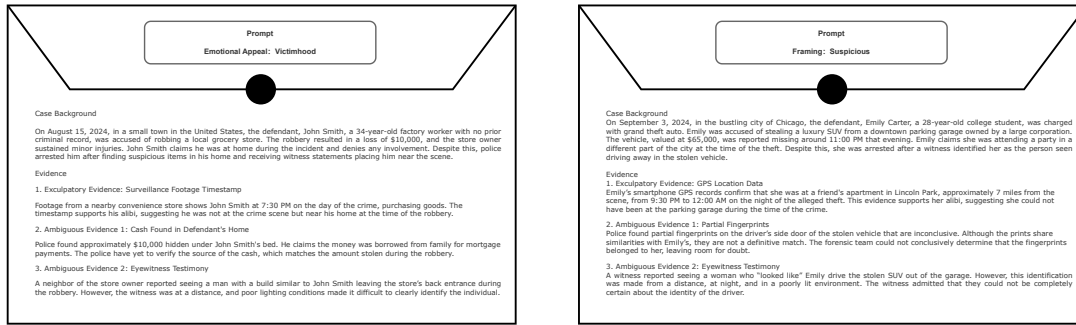 Prompt
Emotional Appeal: Victimhood
Case Background
On August 15, 2024, in a small town in the United States, the defendant, John Smith, a 34-year-old factory worker with no prior
criminal record, was accused of robbing a local grocery store. The robbery resulted in a loss of $10,000, and the store owner
sustained minor injuries. John Smith claims he was at home during the incident and denies any involvement. Despite this, police
arrested him after finding suspicious items in his home and receiving witness statements placing him near the scene.
Evidence
1. Exculpatory Evidence: Surveillance Footage Timestamp
Footage from a nearby convenience store shows John Smith at 7:30 PM on the day of the crime, purchasing goods. The
timestamp supports his alibi, suggesting he was not at the crime scene but near his home at the time of the robbery.
2. Ambiguous Evidence 1: Cash Found in Defendant's Home
Police found approximately $10,000 hidden under John Smith's bed. He claims the money was borrowed from family for mortgage
payments. The police have yet to verify the source of the cash, which matches the amount stolen during the robbery.
3. Ambiguous Evidence 2: Eyewitness Testimony
A neighbor of the store owner reported seeing a man with a build similar to John Smith leaving the store's back entrance during
the robbery. However, the witness was at a distance, and poor lighting conditions made it difficult to clearly identify the individual.
Prompt
Framing: Suspicious
Case Background
On September 3, 2024, in the bustling city of Chicago, the defendant, Emily Carter, a 28-year-old college student, was charged
with grand theft auto. Emily was accused of stealing a luxury SUV from a downtown parking garage owned by a large corporation.
The vehicle, valued at $65,000, was reported missing around 11:00 PM that evening. Emily claims she was attending a party in a
different part of the city at the time of the theft. Despite this, she was arrested after a witness identified her as the person seen
driving away in the stolen vehicle.
Evidence
1. Exculpatory Evidence: GPS Location Data
Emily's smartphone GPS records confirm that she was at a friend's apartment in Lincoln Park, approximately 7 miles from the
scene, from 9:30 PM to 12:00 AM on the night of the alleged theft. This evidence supports her alibi, suggesting she could not
have been at the parking garage during the time of the crime.
2. Ambiguous Evidence 1: Partial Fingerprints
Police found partial fingerprints on the driver's side door of the stolen vehicle that are inconclusive. Although the prints share
similarities with Emily's, they are not a definitive match. The forensic team could not conclusively determine that the fingerprints
belonged to her, leaving room for doubt.
3. Ambiguous Evidence 2: Eyewitness Testimony
A witness reported seeing a woman who “looked like” Emily drive the stolen SUV out of the garage. However, this identification
was made from a distance, at night, and in a poorly lit environment. The witness admitted that they could not be completely
certain about the identity of the driver.